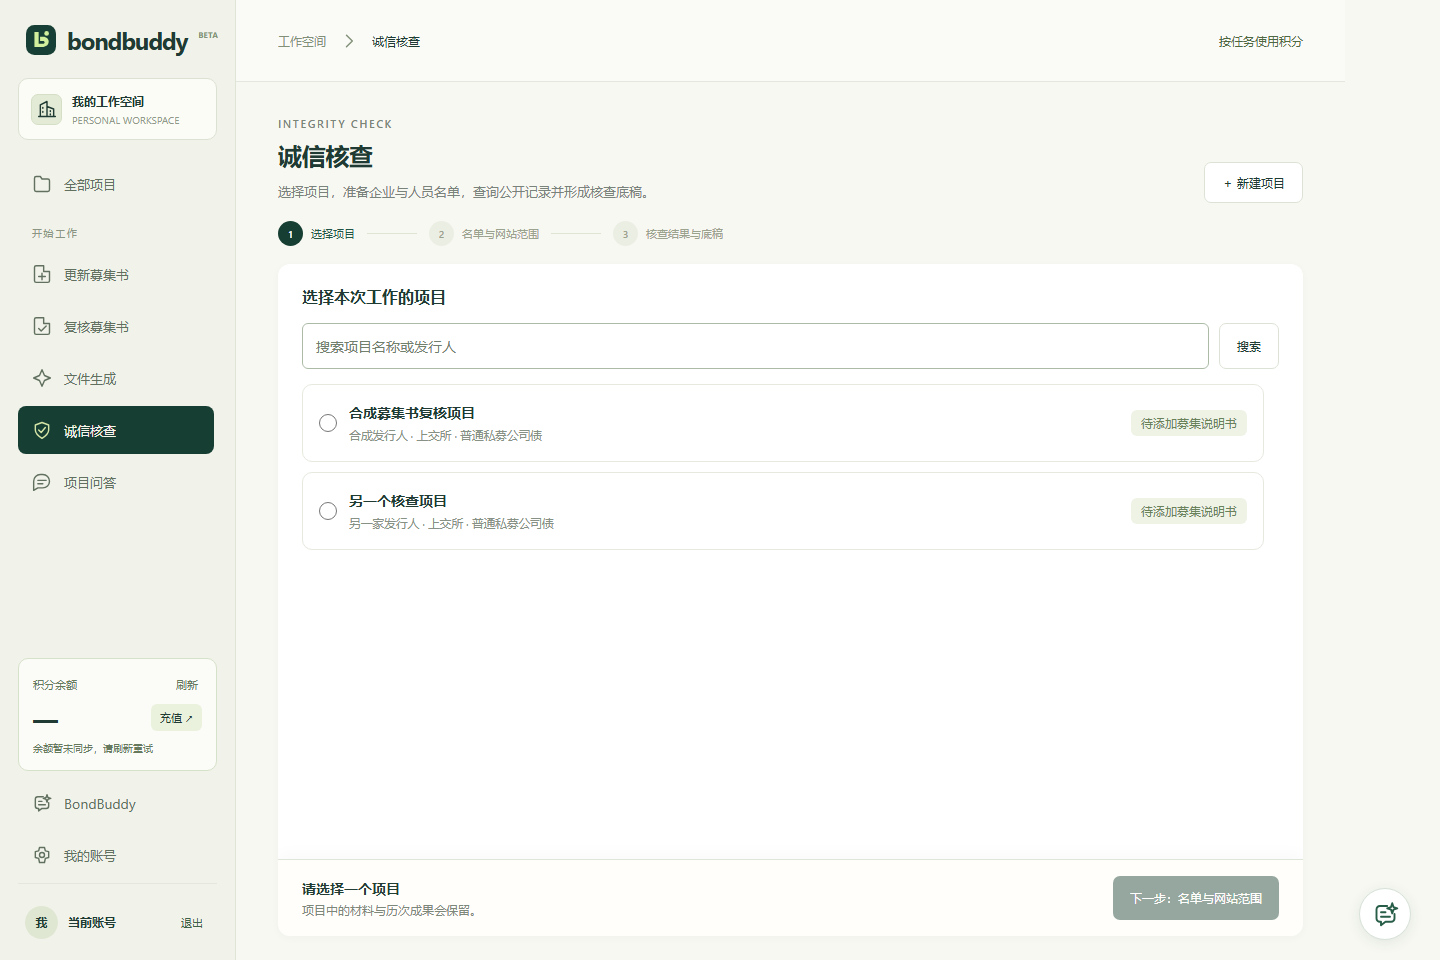 bondbuddy BETA
我的工作空间
PERSONAL WORKSPACE
全部项目
开始工作
更新募集书
复核募集书
文件生成
诚信核查
项目问答
积分余额 刷新
—
充值 ↗
余额暂未同步，请刷新重试
BondBuddy
我的账号
我 当前账号 退出
工作空间 > 诚信核查 按任务使用积分
INTEGRITY CHECK
诚信核查
选择项目，准备企业与人员名单，查询公开记录并形成核查底稿。
+ 新建项目
1 选择项目 2 名单与网站范围 3 核查结果与底稿
选择本次工作的项目
搜索项目名称或发行人 搜索
合成募集书复核项目
合成发行人 · 上交所 · 普通私募公司债
待添加募集说明书
另一个核查项目
另一家发行人 · 上交所 · 普通私募公司债
待添加募集说明书
请选择一个项目
项目中的材料与历次成果会保留。
下一步：名单与网站范围